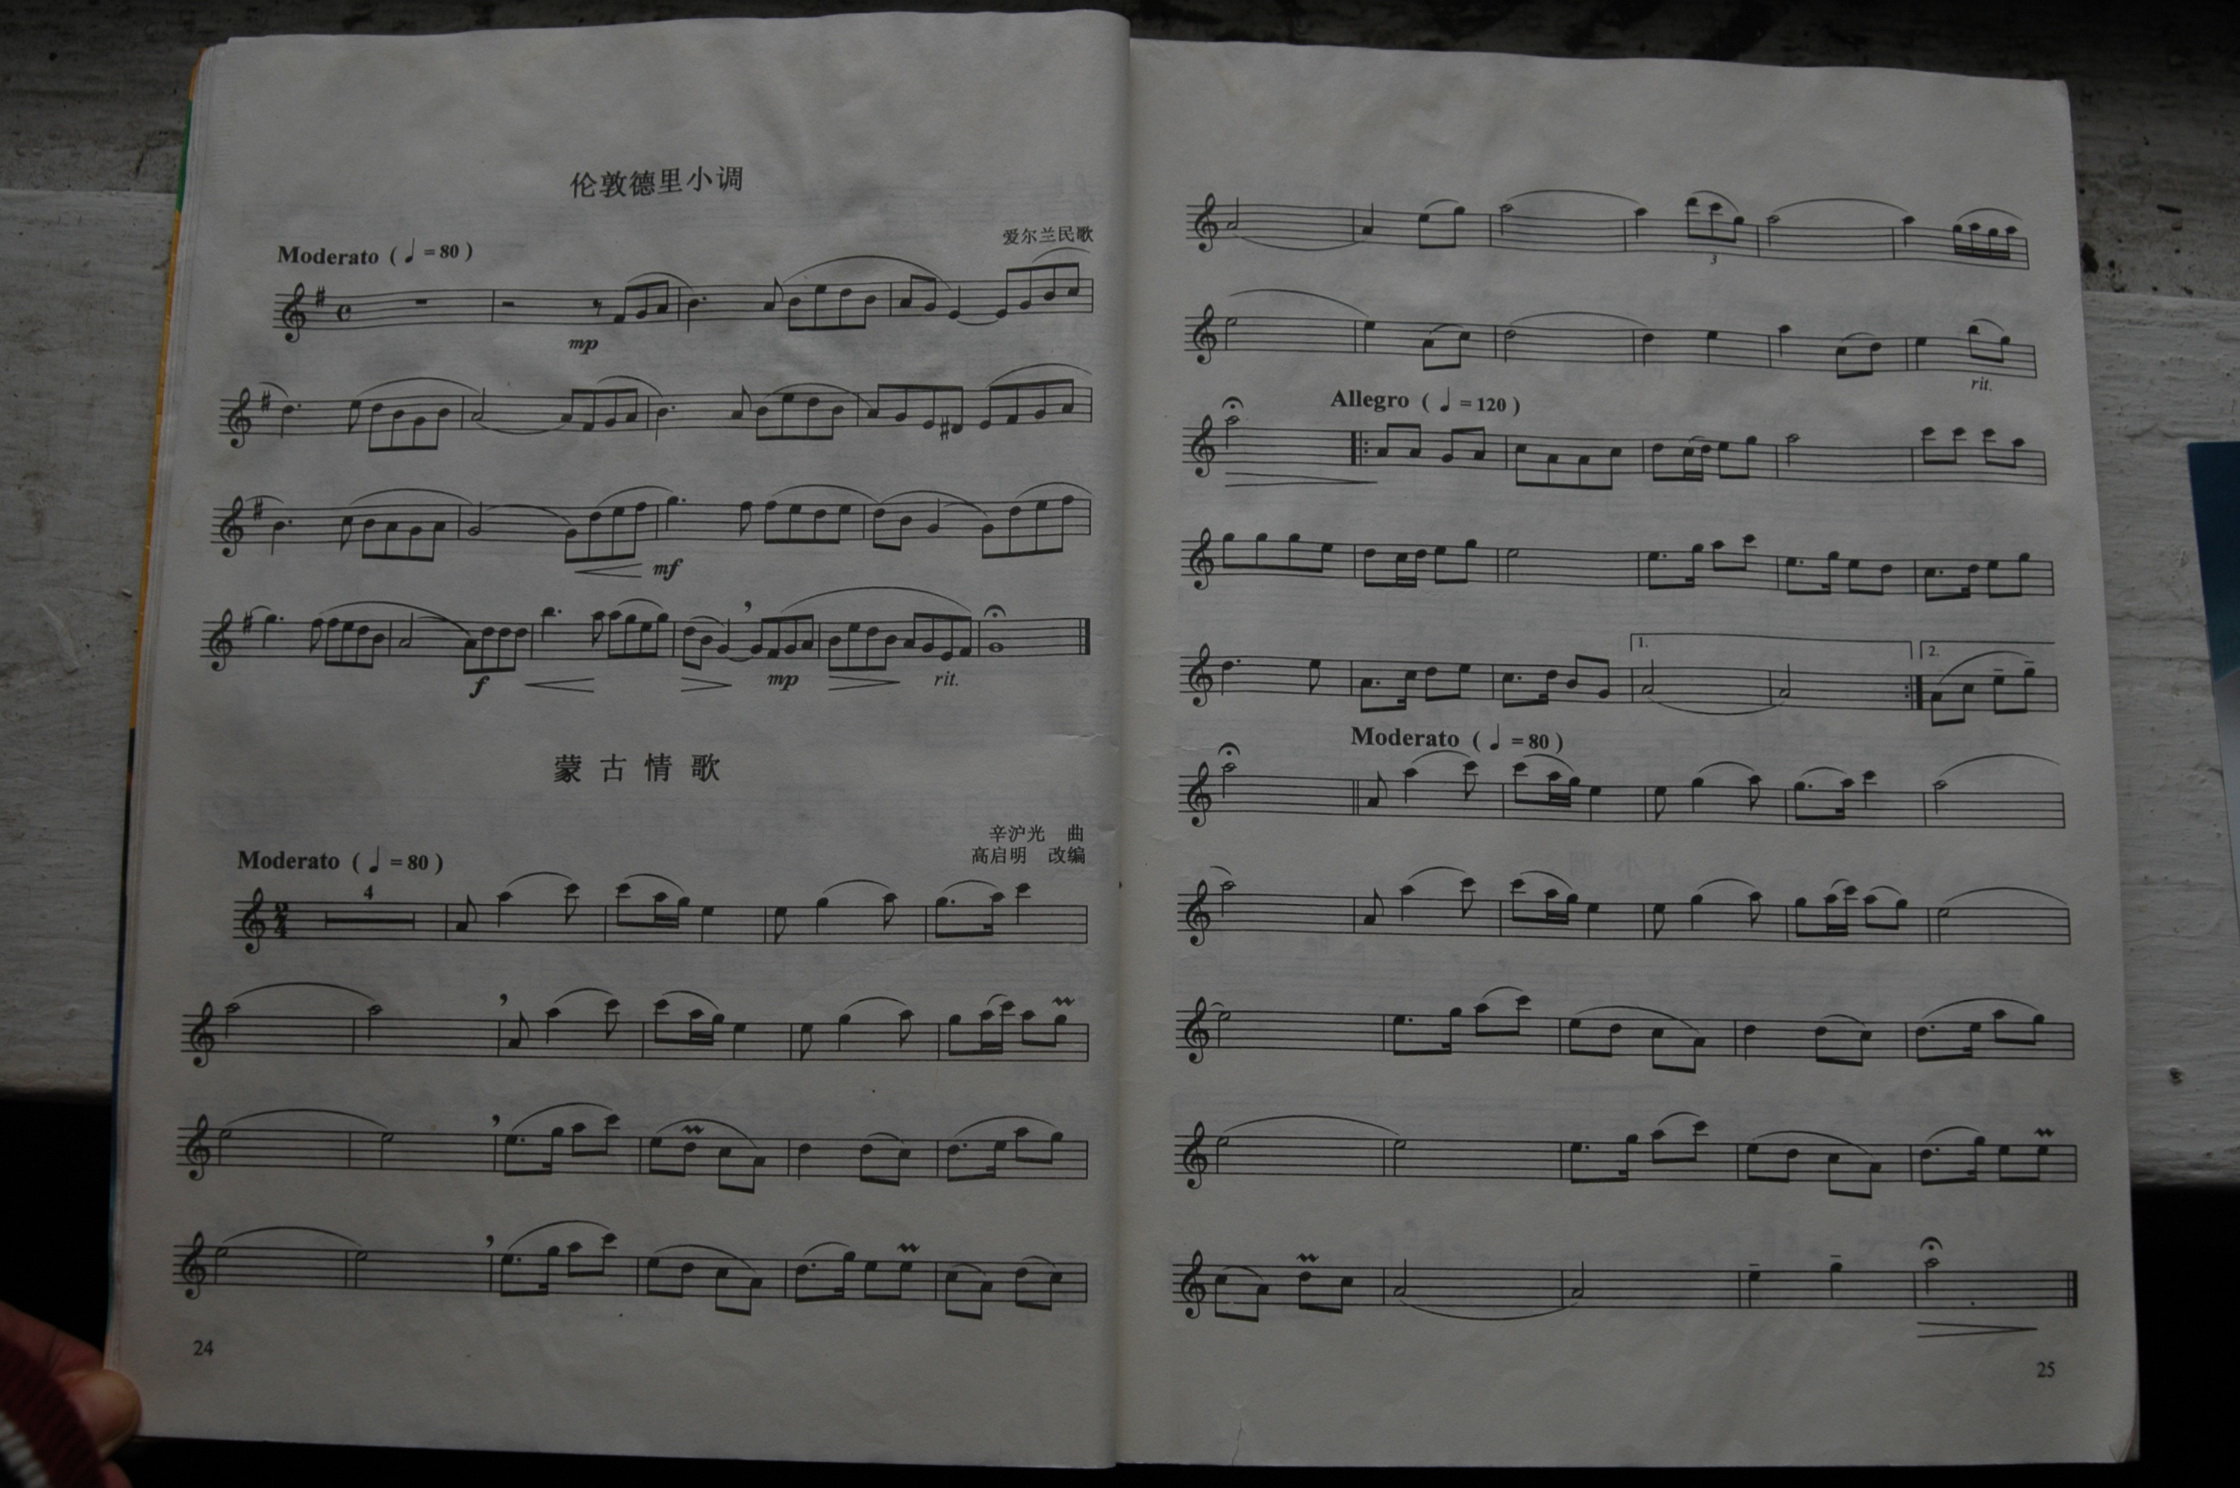 伦敦德里小调
爱尔兰民歌
Moderato ( ♩ = 80 )
mp
mf
f mp rit.
蒙古情歌
辛沪光 曲
高启明 改编
Moderato ( ♩ = 80 )
4
2
4
24
3
rit.
Allegro ( ♩ = 120 )
1. 2.
Moderato ( ♩ = 80 )
25